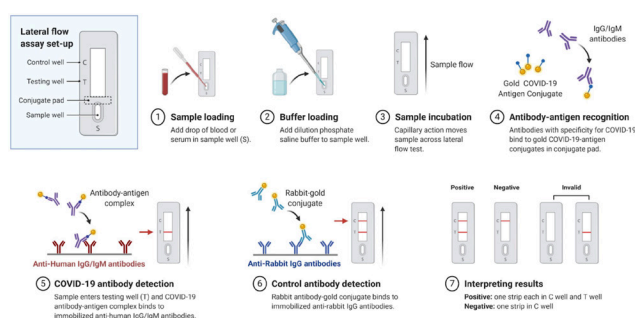 Lateral flow
assay set-up
Control well
C
Testing well
T
Conjugate pad
Sample well
S
1 Sample loading
Add drop of blood or
serum in sample well (S).
2 Buffer loading
Add dilution phosphate
saline buffer to sample well.
Sample flow
3 Sample incubation
Capillary action moves
sample across lateral
flow test.
IgG/IgM
antibodies
Gold COVID-19
Antigen Conjugate
4 Antibody-antigen recognition
Antibodies with specificity for COVID-19
bind to gold COVID-19-antigen
conjugates in conjugate pad.
Antibody-antigen
complex
Anti-Human IgG/IgM antibodies
5 COVID-19 antibody detection
Sample enters testing well (T) and COVID-19
antibody-antigen complex binds to
immobilized anti-human IgG/IgM antibodies.
Rabbit-gold
conjugate
Anti-Rabbit IgG antibodies
6 Control antibody detection
Rabbit antibody-gold conjugate binds to
immobilized anti-rabbit IgG antibodies.
Positive
Negative
Invalid
7 Interpreting results
Positive: one strip each in C well and T well
Negative: one strip in C well